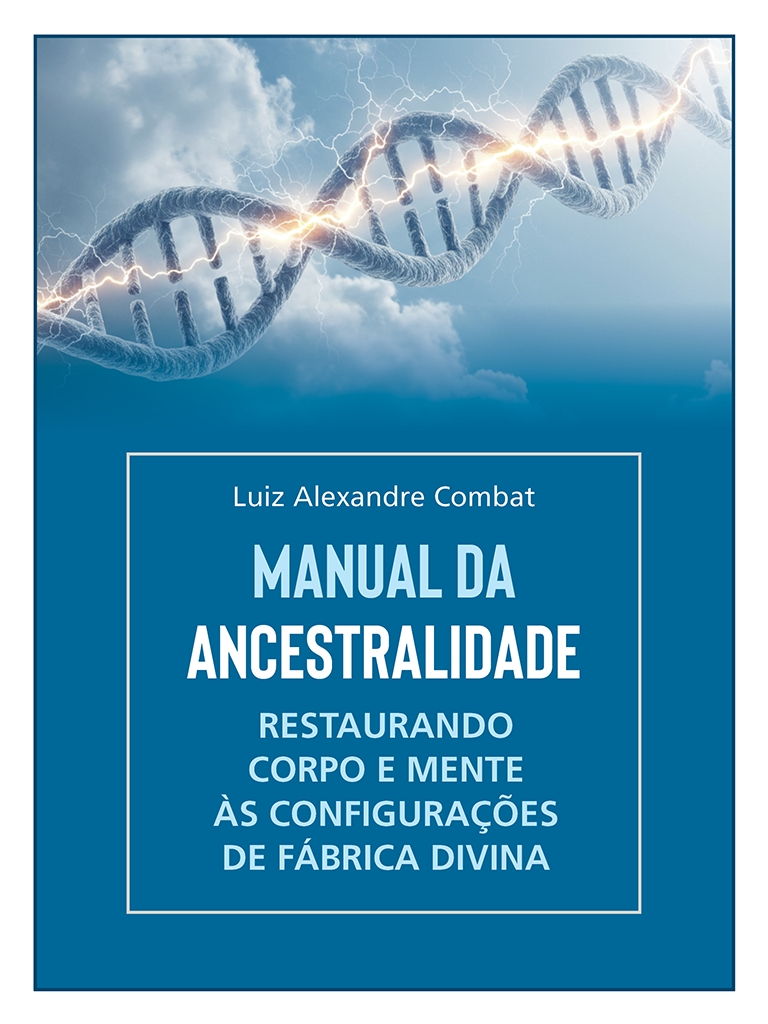 Luiz Alexandre Combat
MANUAL DA
ANCESTRALIDADE
RESTAURANDO
CORPO E MENTE
ÀS CONFIGURAÇÕES
DE FÁBRICA DIVINA